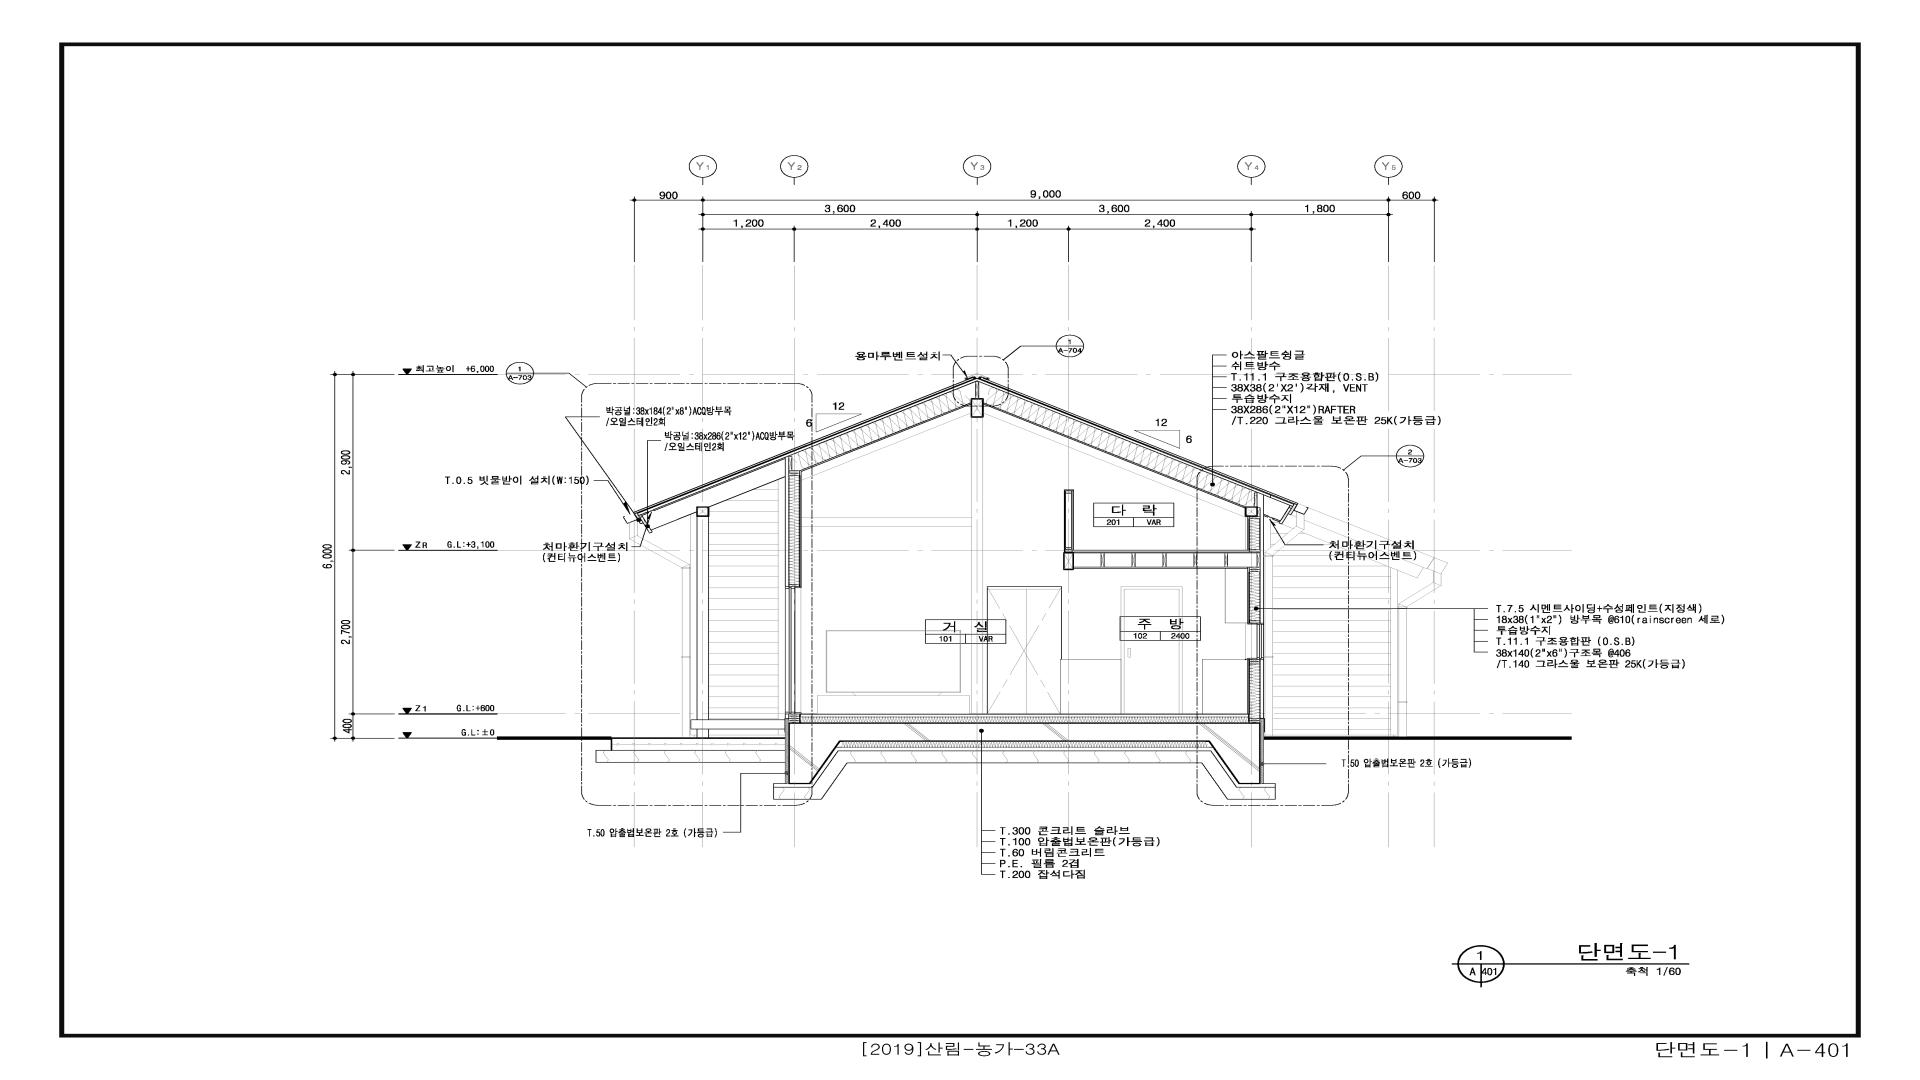 Y1
Y2
Y3
Y4
Y5
900
9,000
600
3,600
3,600
1,800
1,200
2,400
1,200
2,400
용마루벤트설치
1
A-704
아스팔트슁글
쉬트방수
T.11.1 구조용합판(O.S.B)
38X38(2'X2')각재, VENT
투습방수지
38X286(2"X12")RAFTER
/T.220 그라스울 보온판 25K(가등급)
최고높이 +6,000
1
A-703
12
6
12
6
박공널:38x184(2"x8")ACQ방부목
/오일스테인2회
박공널:38x286(2"x12")ACQ방부목
/오일스테인2회
2
A-703
T.0.5 빗물받이 설치(W:150)
2,900
6,000
2,700
400
다 락
201 VAR
ZR G.L:+3,100
처마환기구설치
(컨티뉴어스벤트)
처마환기구설치
(컨티뉴어스벤트)
거 실
101 VAR
주 방
102 2400
T.7.5 시멘트사이딩+수성페인트(지정색)
18x38(1"x2") 방부목 @610(rainscreen 세로)
투습방수지
T.11.1 구조용합판 (O.S.B)
38x140(2"x6")구조목 @406
/T.140 그라스울 보온판 25K(가등급)
Z1 G.L:+600
G.L:±0
T.50 압출법보온판 2호 (가등급)
T.50 압출법보온판 2호 (가등급)
T.300 콘크리트 슬라브
T.100 압출법보온판(가등급)
T.60 버림콘크리트
P.E. 필름 2겹
T.200 잡석다짐
1
A 401
단면도-1
축척 1/60
[2019]산림-농가-33A
단면도-1 | A-401